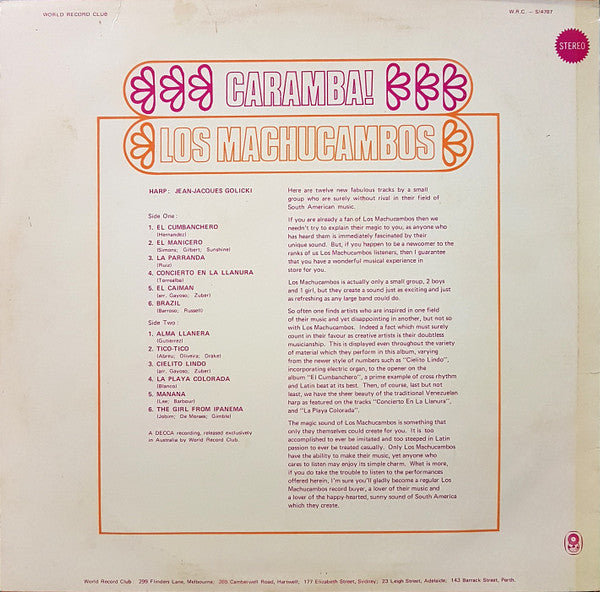 WORLD RECORD CLUB
W.R.C. — S/4787
STEREO
CARAMBA!
LOS MACHUCAMBOS
HARP: JEAN-JACQUES GOLICKI
Side One:
1. EL CUMBANCHERO
(Hernandez)
2. EL MANICERO
(Simons; Gilbert; Sunshine)
3. LA PARRANDA
(Ruiz)
4. CONCIERTO EN LA LLANURA
(Torrealba)
5. EL CAIMAN
(arr. Gayoso; Zuber)
6. BRAZIL
(Barroso; Russell)
Side Two:
1. ALMA LLANERA
(Gutierrez)
2. TICO-TICO
(Abreu; Oliveira; Drake)
3. CIELITO LINDO
(arr. Gayoso; Zuber)
4. LA PLAYA COLORADA
(Blanco)
5. MANANA
(Lee; Barbour)
6. THE GIRL FROM IPANEMA
(Jobim; De Moraes; Gimble)
A DECCA recording, released exclusively
in Australia by World Record Club.
Here are twelve new fabulous tracks by a small
group who are surely without rival in their field of
South American music.
If you are already a fan of Los Machucambos then we
needn't try to explain their magic to you, as anyone who
has heard them is immediately fascinated by their
unique sound. But, if you happen to be a newcomer to the
ranks of us Los Machucambos listeners, then I guarantee
that you have a wonderful musical experience in
store for you.
Los Machucambos is actually only a small group, 2 boys
and 1 girl, but they create a sound just as exciting and just
as refreshing as any large band could do.
So often one finds artists who are inspired in one field
of their music and yet disappointing in another, but not so
with Los Machucambos. Indeed a fact which must surely
count in their favour as creative artists is their doubtless
musicianship. This is displayed even throughout the variety
of material which they perform in this album, varying
from the newer style of numbers such as "Cielito Lindo",
incorporating electric organ, to the opener on the
album "El Cumbanchero", a prime example of cross rhythm
and Latin beat at its best. Then, of course, last but not
least, we have the sheer beauty of the traditional Venezuelan
harp as featured on the tracks "Concierto En La Llanura",
and "La Playa Colorada".
The magic sound of Los Machucambos is something that
only they themselves could create for you. It is too
accomplished to ever be imitated and too steeped in Latin
passion to ever be treated casually. Only Los Machucambos
have the ability to make their music, yet anyone who
cares to listen may enjoy its simple charm. What is more,
if you do take the trouble to listen to the performances
offered herein, I'm sure you'll gladly become a regular Los
Machucambos record buyer, a lover of their music and
a lover of the happy-hearted, sunny sound of South America
which they create.
World Record Club: 299 Flinders Lane, Melbourne; 365 Camberwell Road, Hartwell; 177 Elizabeth Street, Sydney; 23 Leigh Street, Adelaide; 143 Barrack Street, Perth.